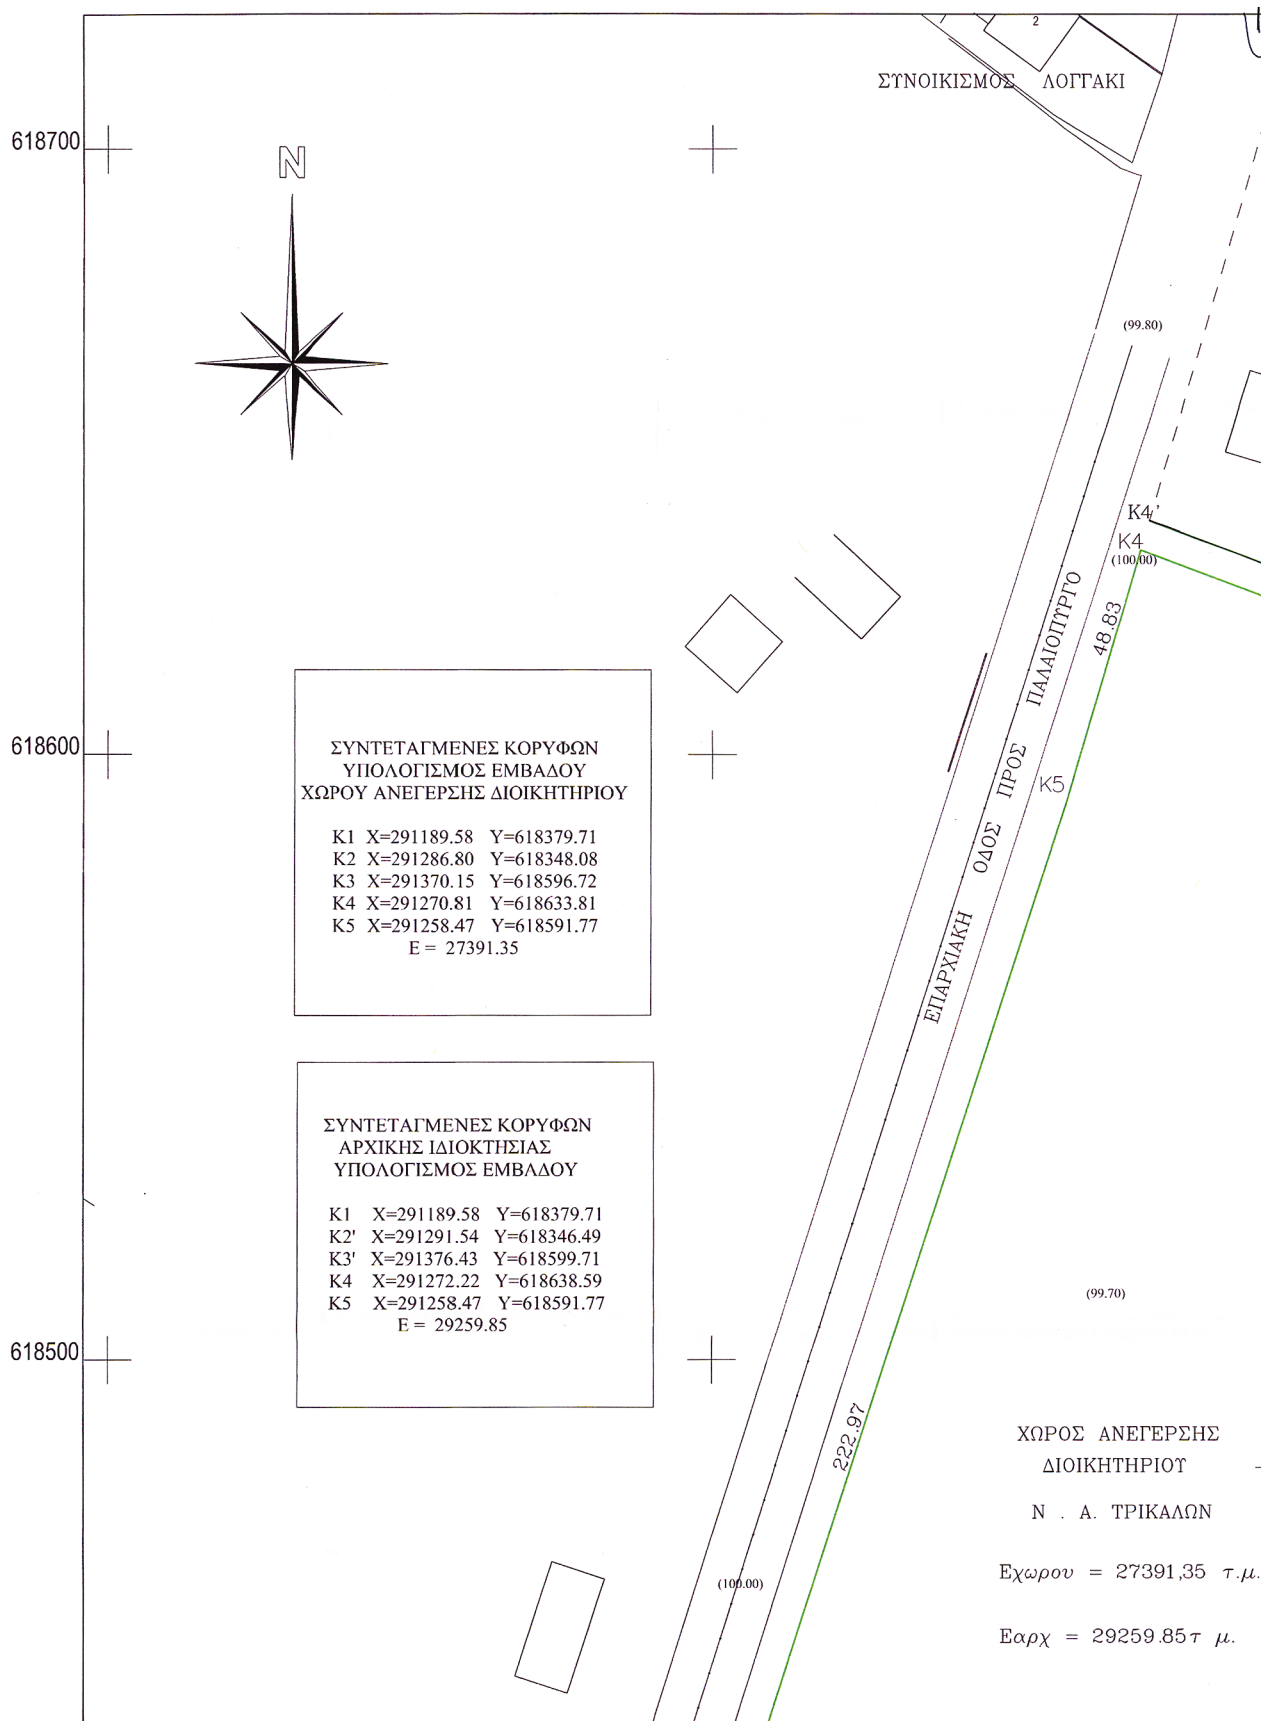 2
ΣΥΝΟΙΚΙΣΜΟΣ ΛΟΓΓΑΚΙ
618700
N
(99.80)
K4'
K4
(100.00)
48.83
ΕΠΑΡΧΙΑΚΗ ΟΔΟΣ ΠΡΟΣ ΠΑΛΑΙΟΠΥΡΓΟ
618600
K5
ΣΥΝΤΕΤΑΓΜΕΝΕΣ ΚΟΡΥΦΩΝ
ΥΠΟΛΟΓΙΣΜΟΣ ΕΜΒΑΔΟΥ
ΧΩΡΟΥ ΑΝΕΓΕΡΣΗΣ ΔΙΟΙΚΗΤΗΡΙΟΥ
K1 X=291189.58 Y=618379.71
K2 X=291286.80 Y=618348.08
K3 X=291370.15 Y=618596.72
K4 X=291270.81 Y=618633.81
K5 X=291258.47 Y=618591.77
E = 27391.35
ΣΥΝΤΕΤΑΓΜΕΝΕΣ ΚΟΡΥΦΩΝ
ΑΡΧΙΚΗΣ ΙΔΙΟΚΤΗΣΙΑΣ
ΥΠΟΛΟΓΙΣΜΟΣ ΕΜΒΑΔΟΥ
K1 X=291189.58 Y=618379.71
K2' X=291291.54 Y=618346.49
K3' X=291376.43 Y=618599.71
K4 X=291272.22 Y=618638.59
K5 X=291258.47 Y=618591.77
E = 29259.85
(99.70)
618500
222.97
ΧΩΡΟΣ ΑΝΕΓΕΡΣΗΣ
ΔΙΟΙΚΗΤΗΡΙΟΥ
Ν . Α. ΤΡΙΚΑΛΩΝ
Εχωρου = 27391,35 τ.μ.
(100.00)
Εαρχ = 29259.85τ μ.